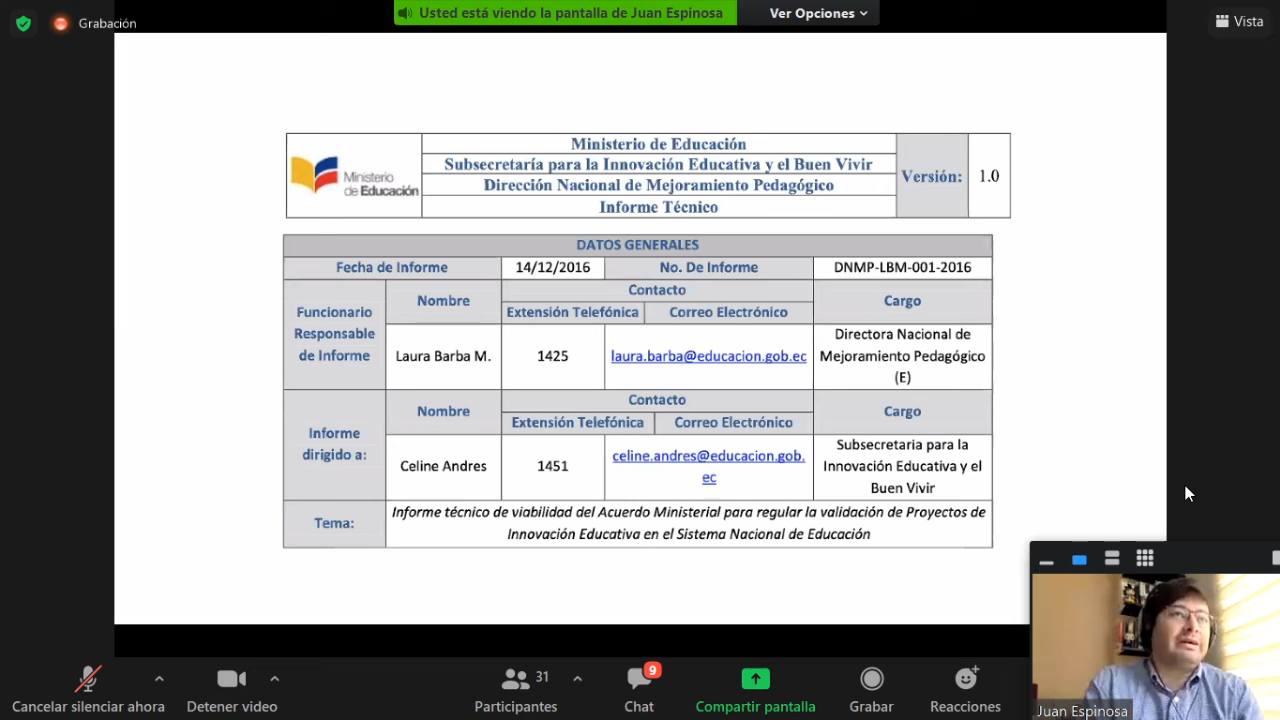 Grabación
Usted está viendo la pantalla de Juan Espinosa
Ver Opciones
Vista
Ministerio de Educación
Ministerio de Educación
Subsecretaría para la Innovación Educativa y el Buen Vivir
Dirección Nacional de Mejoramiento Pedagógico
Informe Técnico
Versión:
1.0
DATOS GENERALES
Fecha de Informe
14/12/2016
No. De Informe
DNMP-LBM-001-2016
Funcionario Responsable de Informe
Nombre
Contacto
Cargo
Extensión Telefónica
Correo Electrónico
Laura Barba M.
1425
laura.barba@educacion.gob.ec
Directora Nacional de
Mejoramiento Pedagógico
(E)
Informe dirigido a:
Nombre
Contacto
Cargo
Extensión Telefónica
Correo Electrónico
Celine Andres
1451
celine.andres@educacion.gob.
ec
Subsecretaria para la
Innovación Educativa y el
Buen Vivir
Tema:
Informe técnico de viabilidad del Acuerdo Ministerial para regular la validación de Proyectos de
Innovación Educativa en el Sistema Nacional de Educación
Cancelar silenciar ahora
Detener video
Participantes
31
Chat
9
Compartir pantalla
Grabar
Reacciones
Juan Espinosa